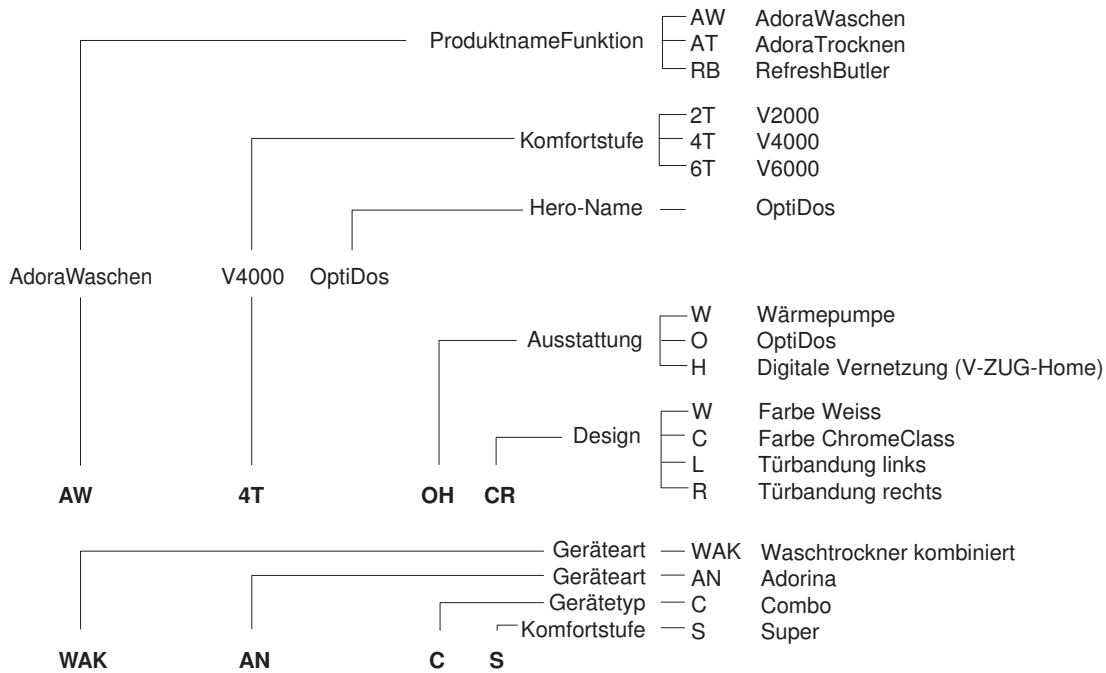 AW AdoraWaschen
ProduktnameFunktion AT AdoraTrocknen
RB RefreshButler
2T V2000
Komfortstufe 4T V4000
6T V6000
Hero-Name OptiDos
AdoraWaschen V4000 OptiDos
W Wärmepumpe
Ausstattung O OptiDos
H Digitale Vernetzung (V-ZUG-Home)
W Farbe Weiss
Design C Farbe ChromeClass
L Türbandung links
AW 4T OH CR R Türbandung rechts
Geräteart WAK Waschtrockner kombiniert
Geräteart AN Adorina
Gerätetyp C Combo
Komfortstufe S Super
WAK AN C S